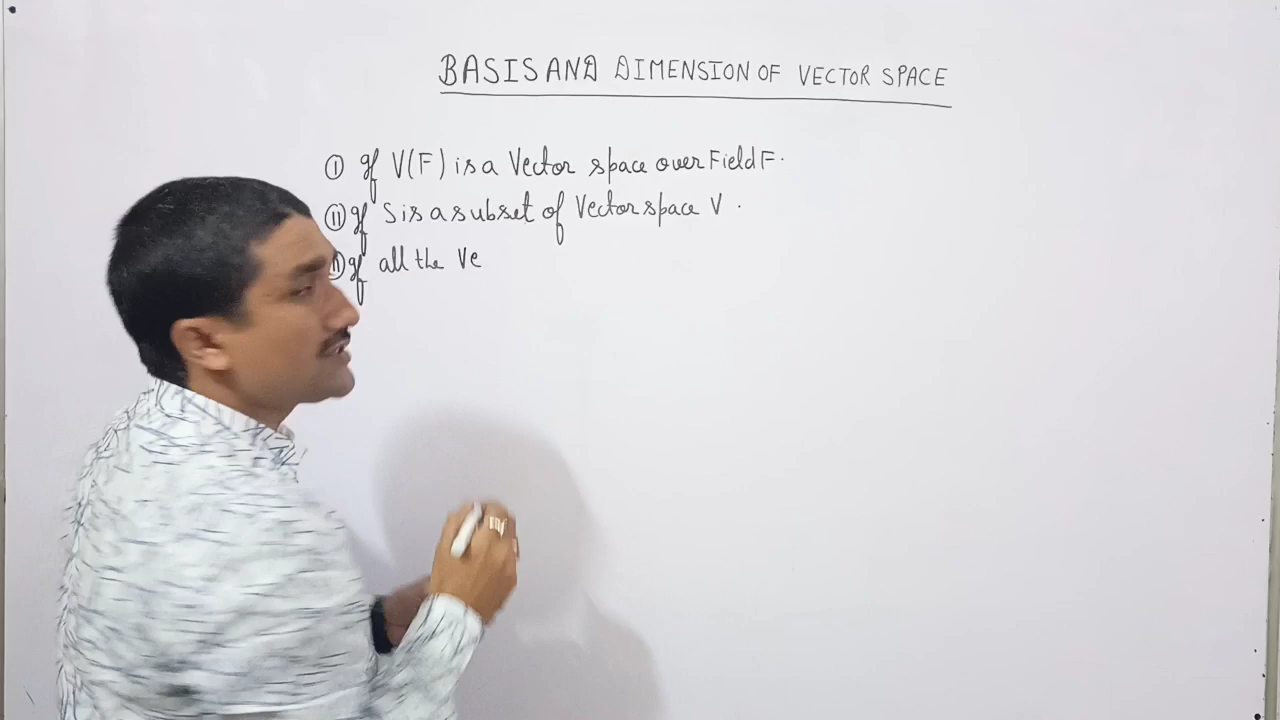 BASIS AND DIMENSION OF VECTOR SPACE
(I) If V(F) is a Vector space over Field F.
(II) If S is a subset of Vector space V.
If all the Ve